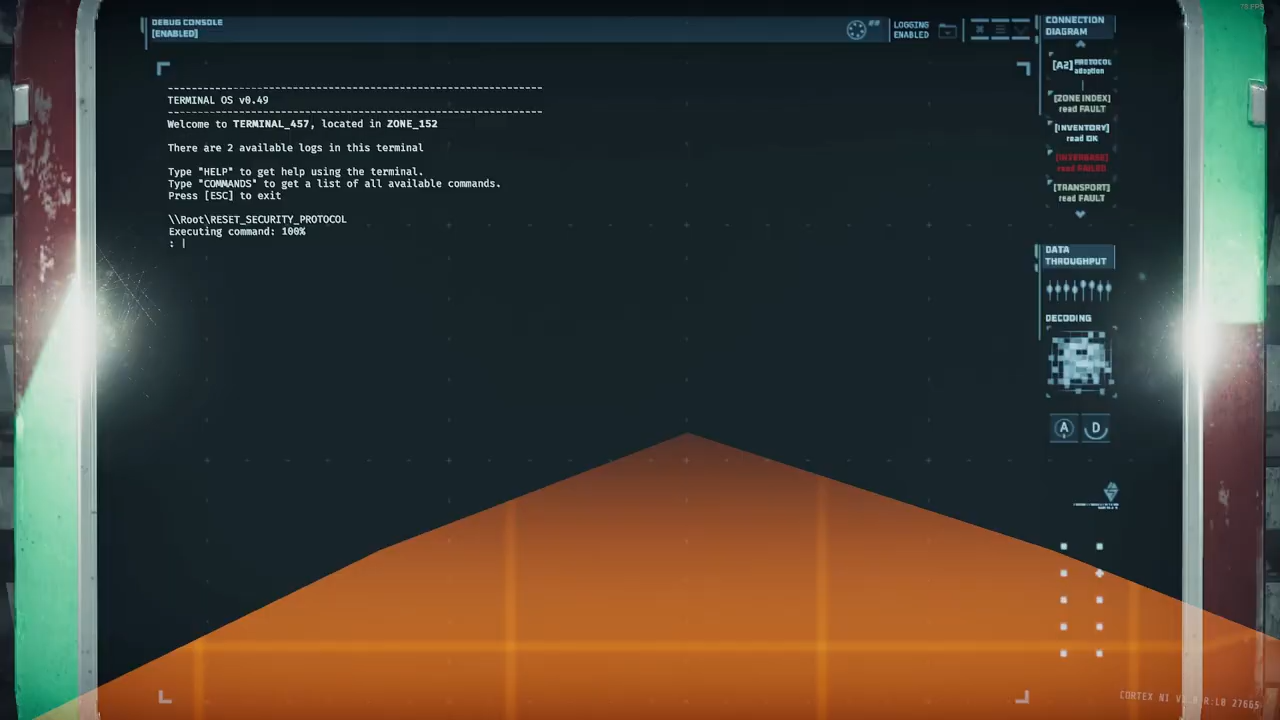 DEBUG CONSOLE
[ENABLED]
LOGGING
ENABLED
CONNECTION
DIAGRAM
[A2] PROTOCOL
adaption
[ZONE INDEX]
read FAULT
[INVENTORY]
read OK
[INTERBASE]
read FAILED
[TRANSPORT]
read FAULT
DATA
THROUGHPUT
DECODING
A D
--------------------------------------------------------------
TERMINAL OS v0.49
--------------------------------------------------------------
Welcome to TERMINAL_457, located in ZONE_152
There are 2 available logs in this terminal
Type "HELP" to get help using the terminal.
Type "COMMANDS" to get a list of all available commands.
Press [ESC] to exit
\\Root\RESET_SECURITY_PROTOCOL
Executing command: 100%
: |